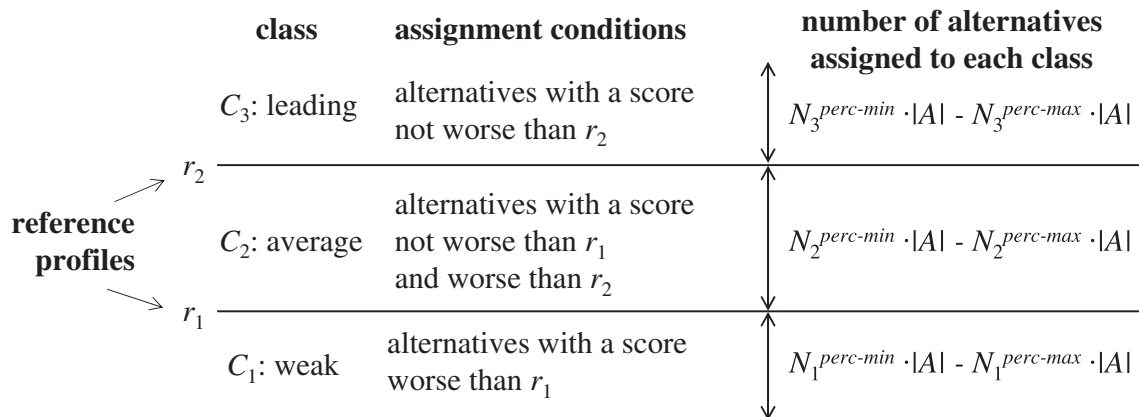 class assignment conditions number of alternatives
assigned to each class
C₃: leading alternatives with a score
not worse than r₂
N₃ᵖᵉʳᶜ⁻ᵐⁱⁿ ·|A| - N₃ᵖᵉʳᶜ⁻ᵐᵃˣ ·|A|
r₂
reference
profiles
C₂: average alternatives with a score
not worse than r₁
and worse than r₂
N₂ᵖᵉʳᶜ⁻ᵐⁱⁿ ·|A| - N₂ᵖᵉʳᶜ⁻ᵐᵃˣ ·|A|
r₁
C₁: weak alternatives with a score
worse than r₁
N₁ᵖᵉʳᶜ⁻ᵐⁱⁿ ·|A| - N₁ᵖᵉʳᶜ⁻ᵐᵃˣ ·|A|